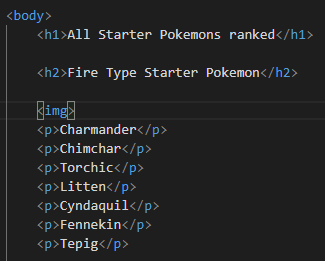 <body>
<h1>All Starter Pokemons ranked</h1>
<h2>Fire Type Starter Pokemon</h2>
<img>
<p>Charmander</p>
<p>Chimchar</p>
<p>Torchic</p>
<p>Litten</p>
<p>Cyndaquil</p>
<p>Fennekin</p>
<p>Tepig</p>